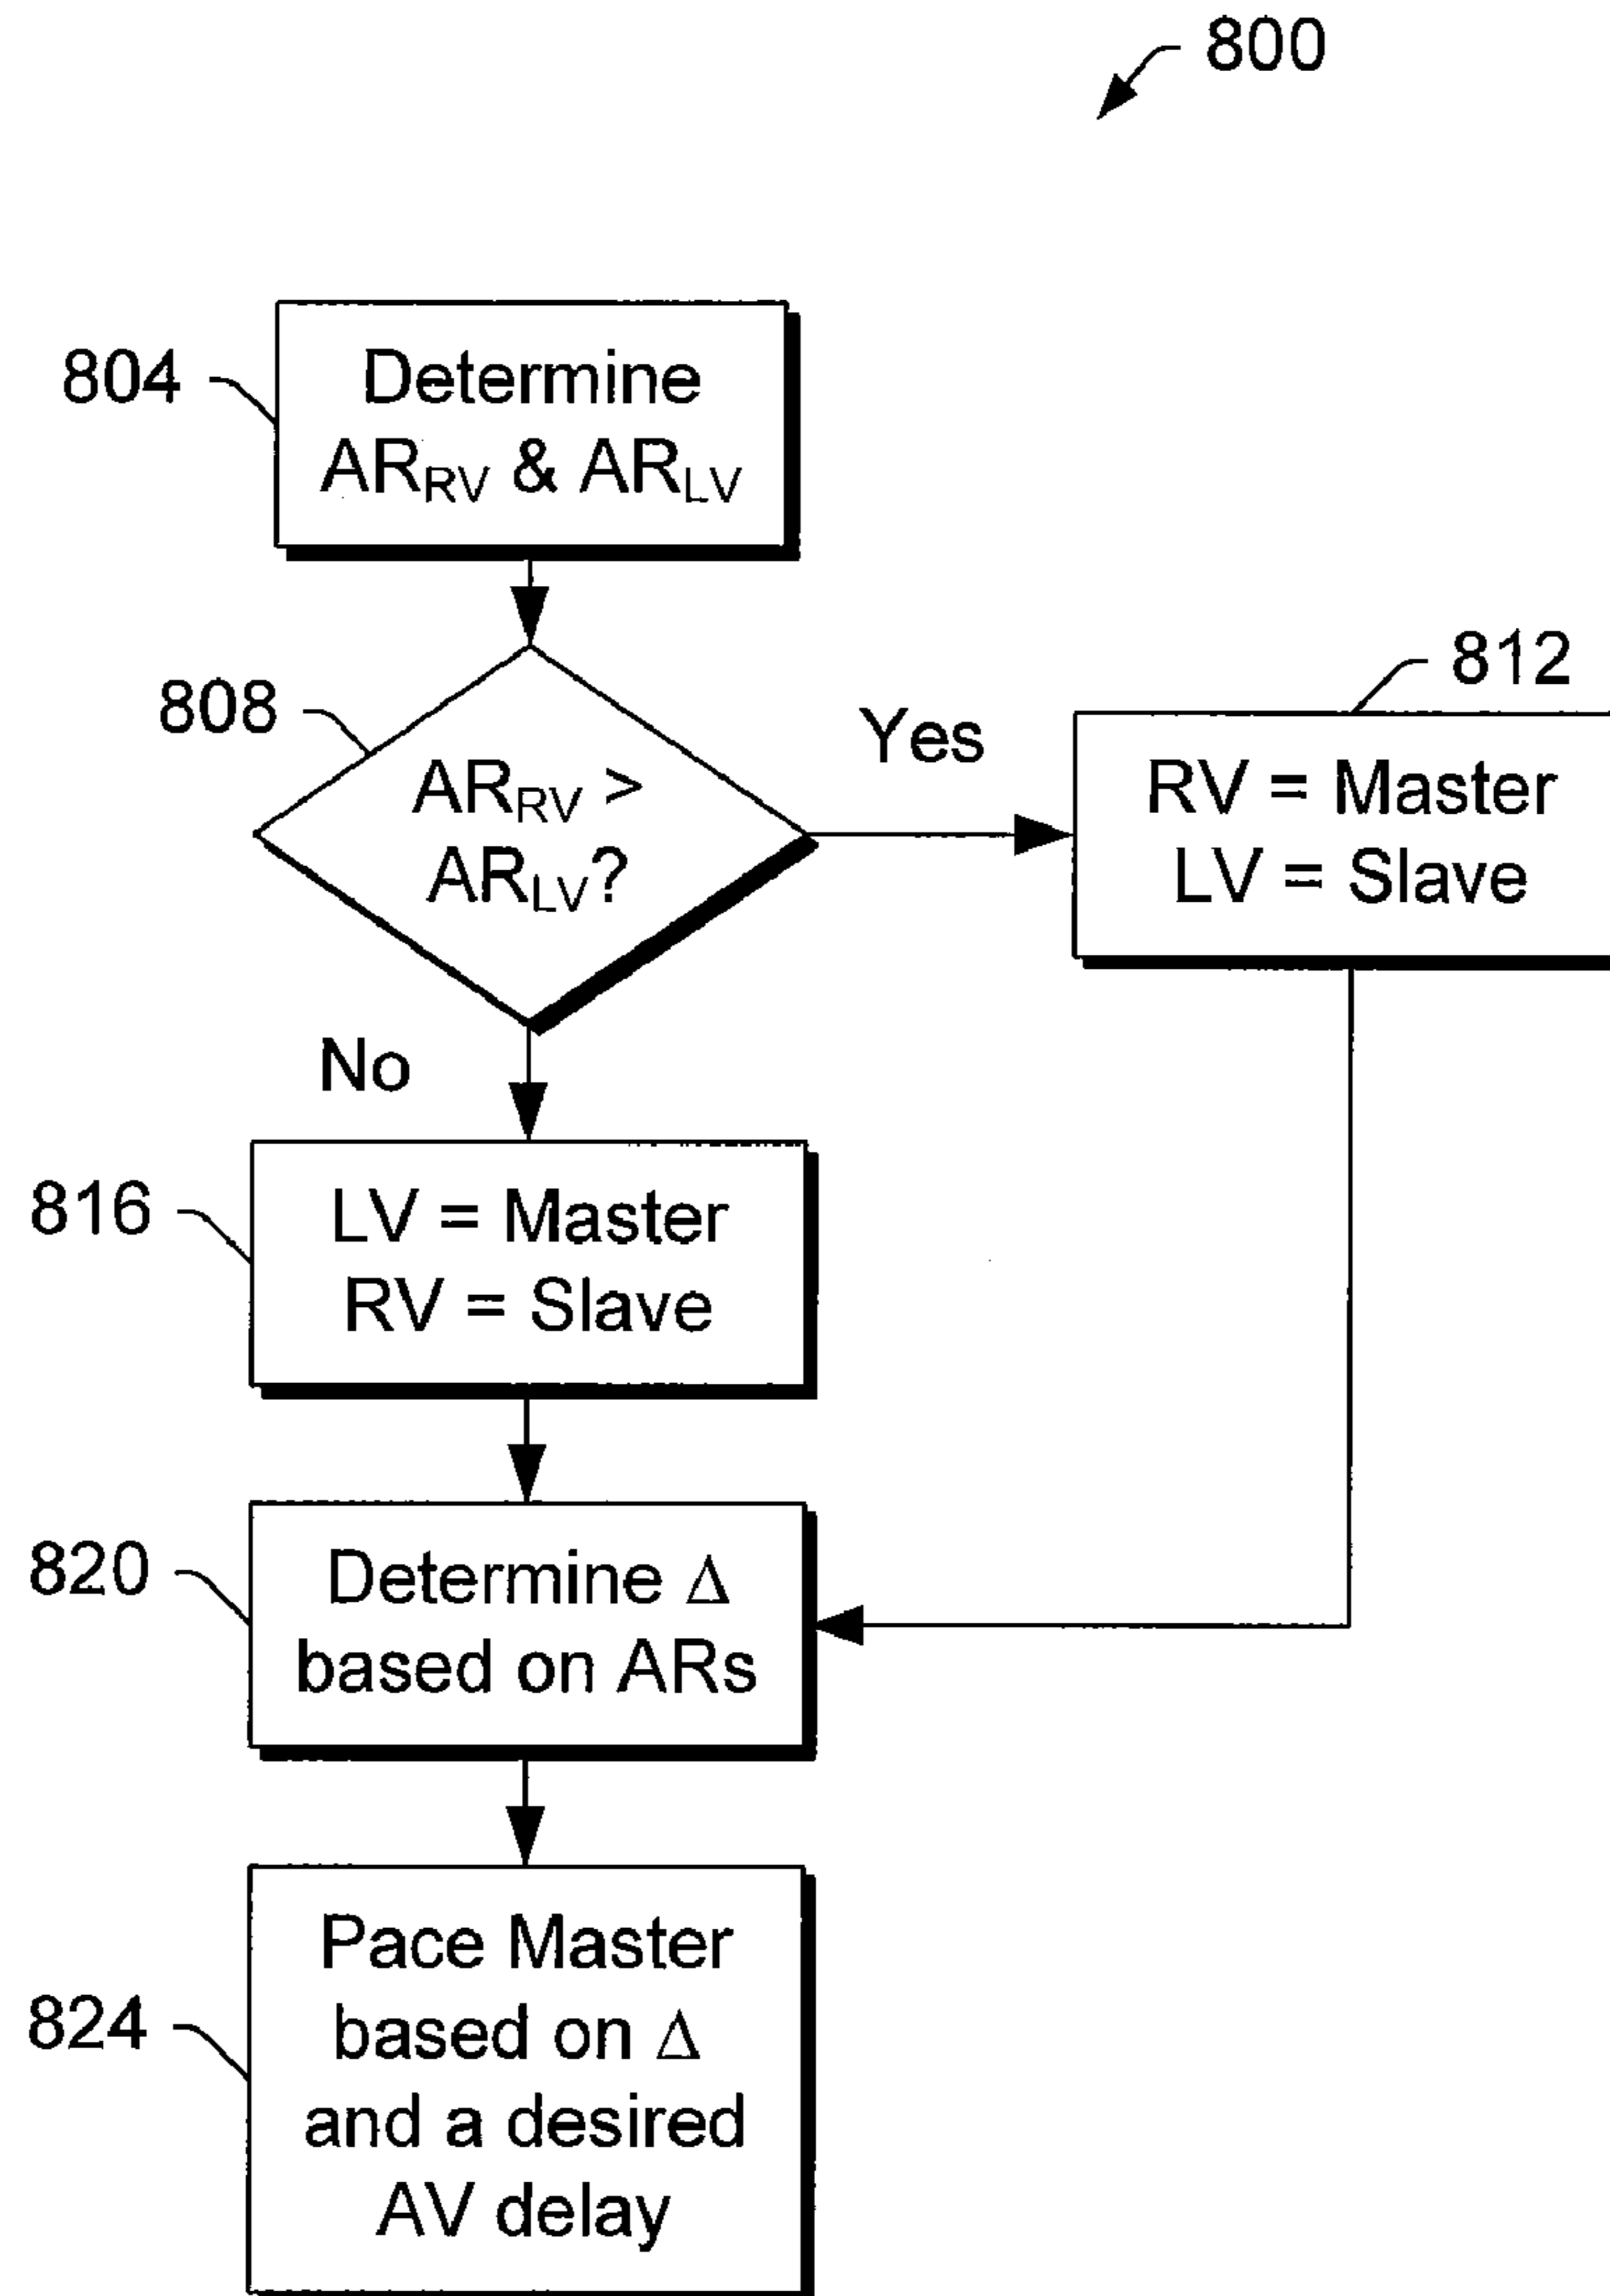 800
804
Determine
AR_RV & AR_LV
808
AR_RV >
AR_LV?
Yes
812
RV = Master
LV = Slave
No
816
LV = Master
RV = Slave
820
Determine Δ
based on ARs
824
Pace Master
based on Δ
and a desired
AV delay